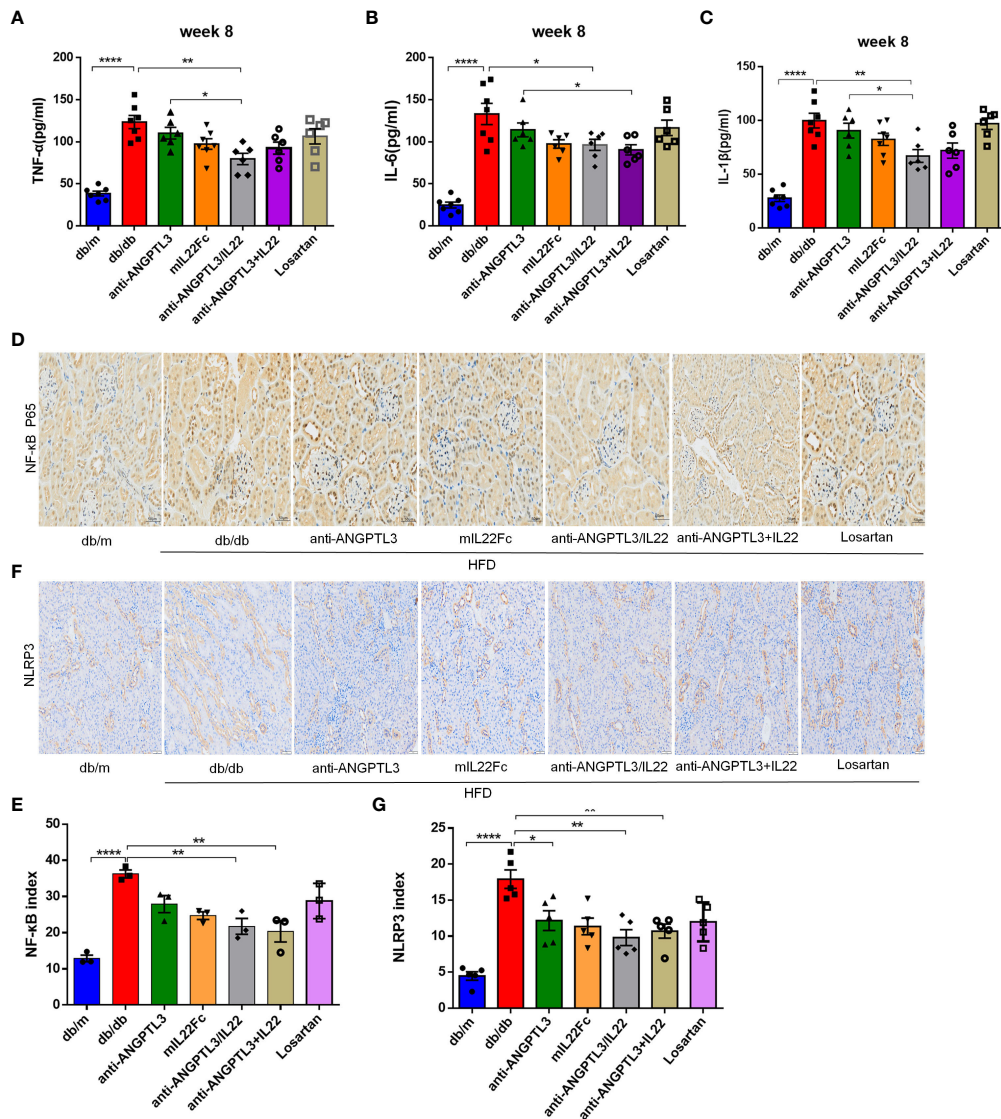 A
week 8
TNF-α(pg/ml)
200
150
100
50
0
****
**
*
db/m
db/db
anti-ANGPTL3
mIL22Fc
anti-ANGPTL3/IL22
anti-ANGPTL3+IL22
Losartan
B
week 8
IL-6(pg/ml)
200
150
100
50
0
****
*
*
db/m
db/db
anti-ANGPTL3
mIL22Fc
anti-ANGPTL3/IL22
anti-ANGPTL3+IL22
Losartan
C
week 8
IL-1β(pg/ml)
200
150
100
50
0
****
**
*
db/m
db/db
anti-ANGPTL3
mIL22Fc
anti-ANGPTL3/IL22
anti-ANGPTL3+IL22
Losartan
D
NF-κB P65
db/m
db/db
anti-ANGPTL3
mIL22Fc
anti-ANGPTL3/IL22
anti-ANGPTL3+IL22
Losartan
HFD
F
NLRP3
db/m
db/db
anti-ANGPTL3
mIL22Fc
anti-ANGPTL3/IL22
anti-ANGPTL3+IL22
Losartan
HFD
E
NF-κB index
50
40
30
20
10
0
****
**
**
db/m
db/db
anti-ANGPTL3
mIL22Fc
anti-ANGPTL3/IL22
anti-ANGPTL3+IL22
Losartan
G
NLRP3 index
25
20
15
10
5
0
****
*
**
db/m
db/db
anti-ANGPTL3
mIL22Fc
anti-ANGPTL3/IL22
anti-ANGPTL3+IL22
Losartan